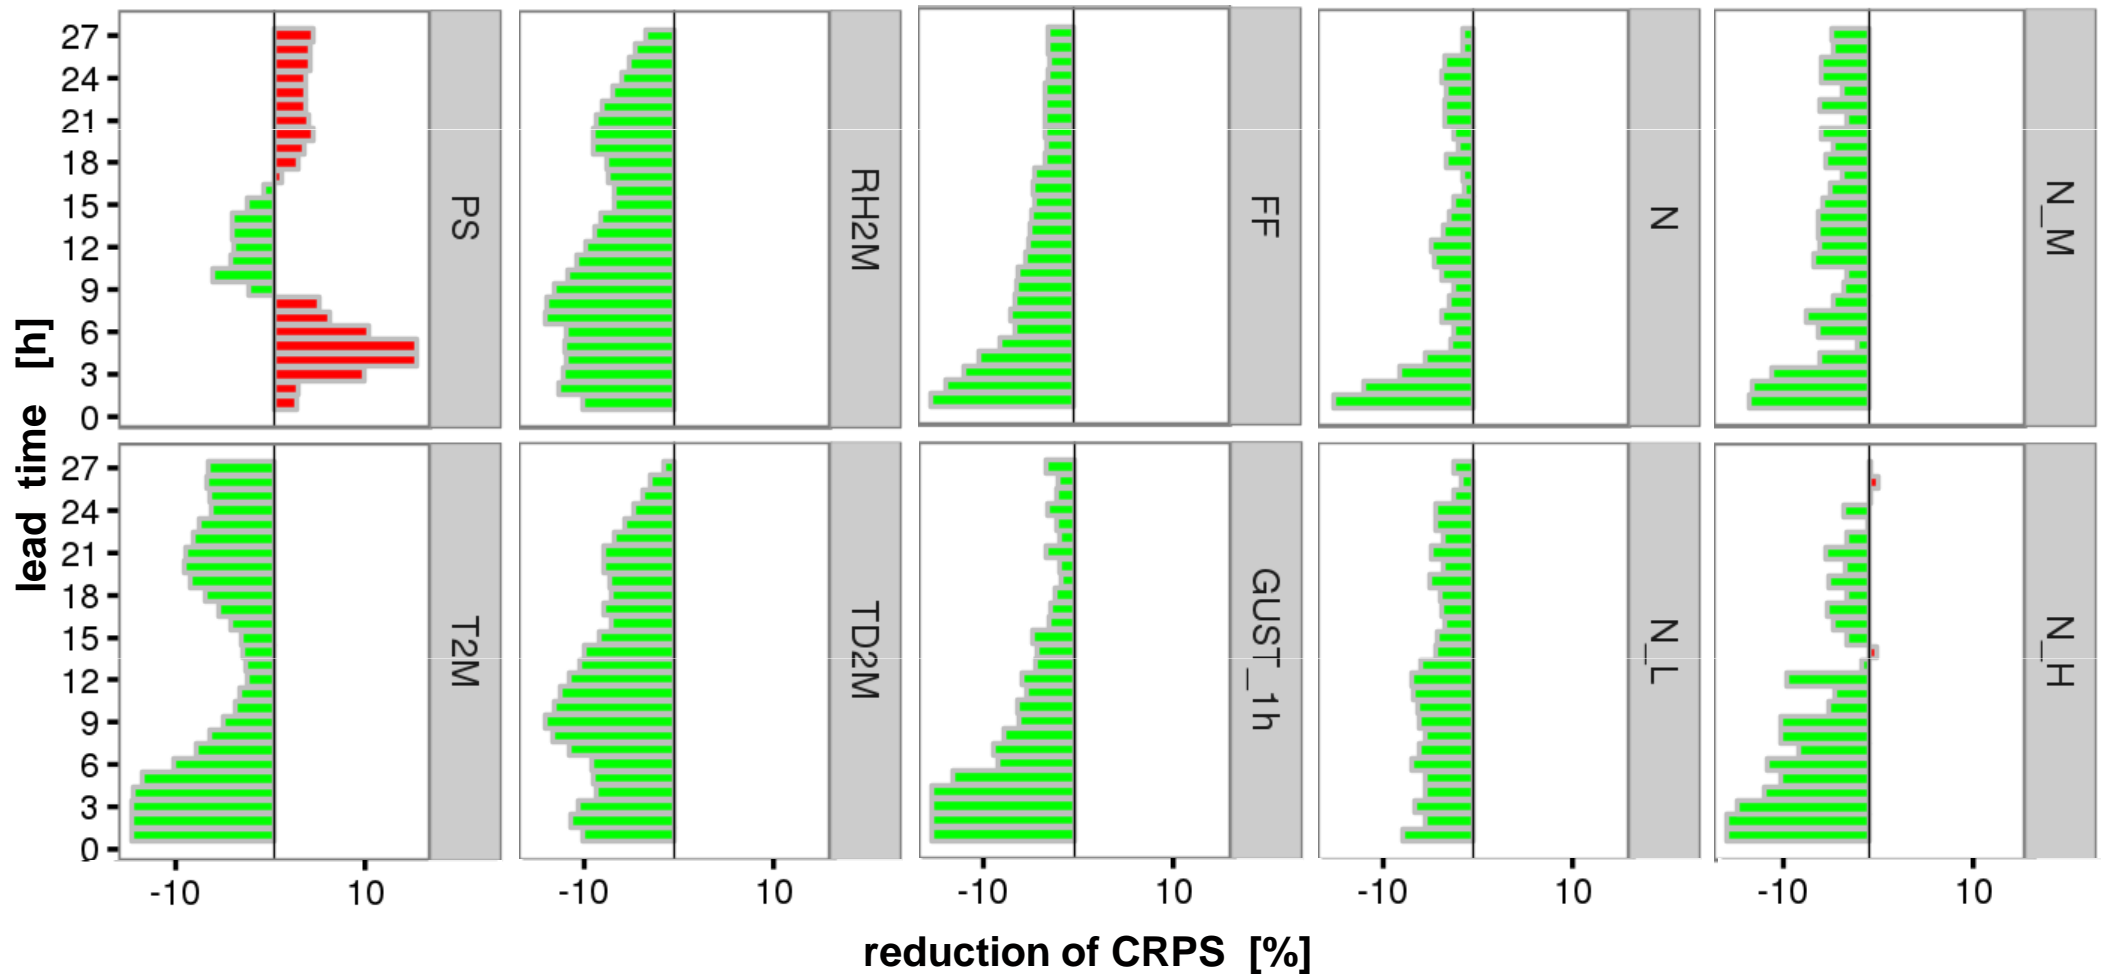 27
24
21
18
15
12
9
6
3
0
PS
RH2M
FF
N
N_M
lead time [h]
27
24
21
18
15
12
9
6
3
0
T2M
TD2M
GUST_1h
N_L
N_H
-10 10 -10 10 -10 10 -10 10 -10 10
reduction of CRPS [%]